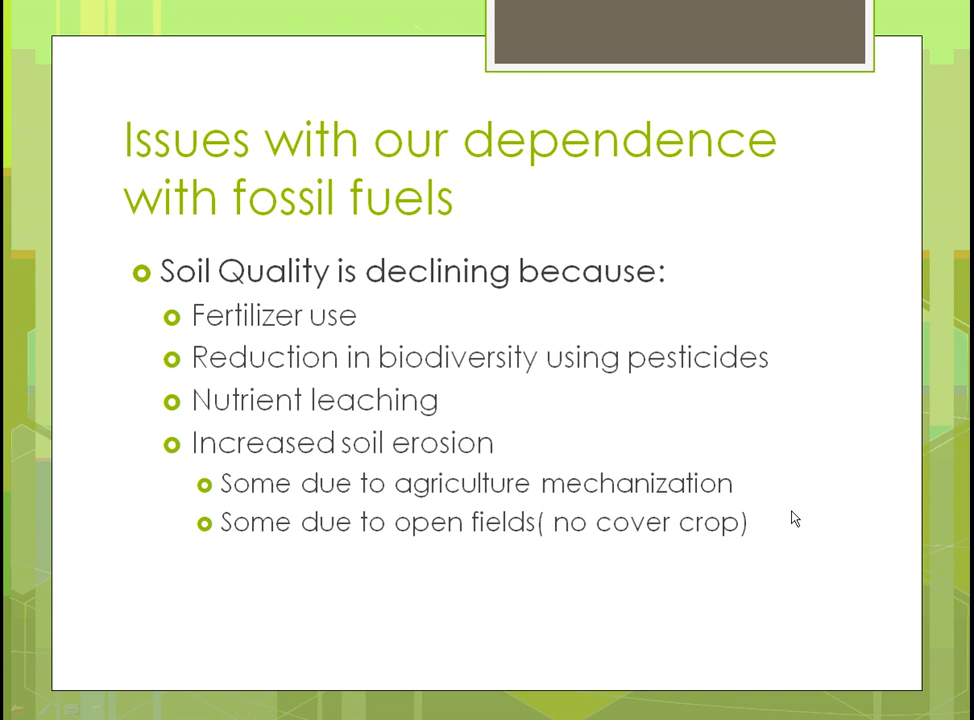 Issues with our dependence
with fossil fuels
Soil Quality is declining because:
Fertilizer use
Reduction in biodiversity using pesticides
Nutrient leaching
Increased soil erosion
Some due to agriculture mechanization
Some due to open fields( no cover crop)